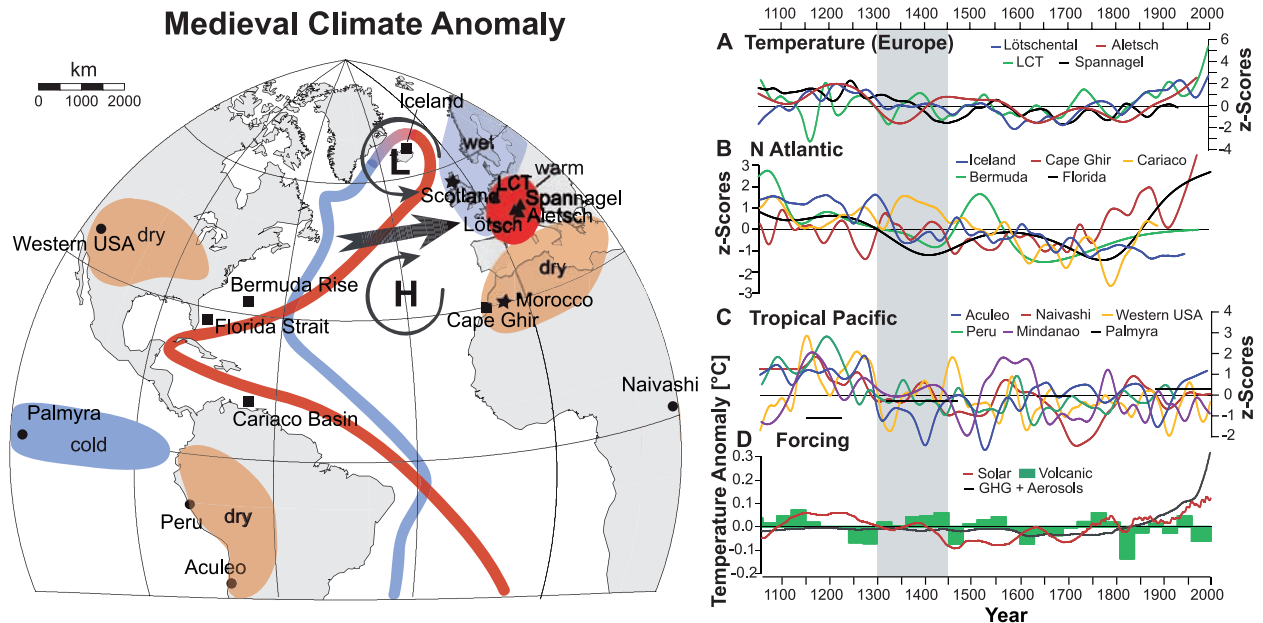 Medieval Climate Anomaly
km
0 1000 2000
Iceland
L
wet
warm
Scotland
LCT
Spannagel
Aletsch
Lötsch
Western USA
dry
dry
Bermuda Rise
H
Morocco
Florida Strait
Cape Ghir
Naivashi
Palmyra
Cariaco Basin
cold
Peru
dry
Aculeo
1100 1200 1300 1400 1500 1600 1700 1800 1900 2000
A Temperature (Europe)
Lötschental Aletsch
LCT Spannagel
6
4
2
0
-2
-4
z-Scores
B N Atlantic
Iceland Cape Ghir Cariaco
Bermuda Florida
3
2
1
0
-1
-2
-3
z-Scores
C Tropical Pacific
Aculeo Naivashi Western USA
Peru Mindanao Palmyra
4
3
2
1
0
-1
-2
z-Scores
D Forcing
Solar Volcanic
GHG + Aerosols
0.3
0.2
0.1
0.0
-0.1
-0.2
Temperature Anomaly [°C]
1100 1200 1300 1400 1500 1600 1700 1800 1900 2000
Year